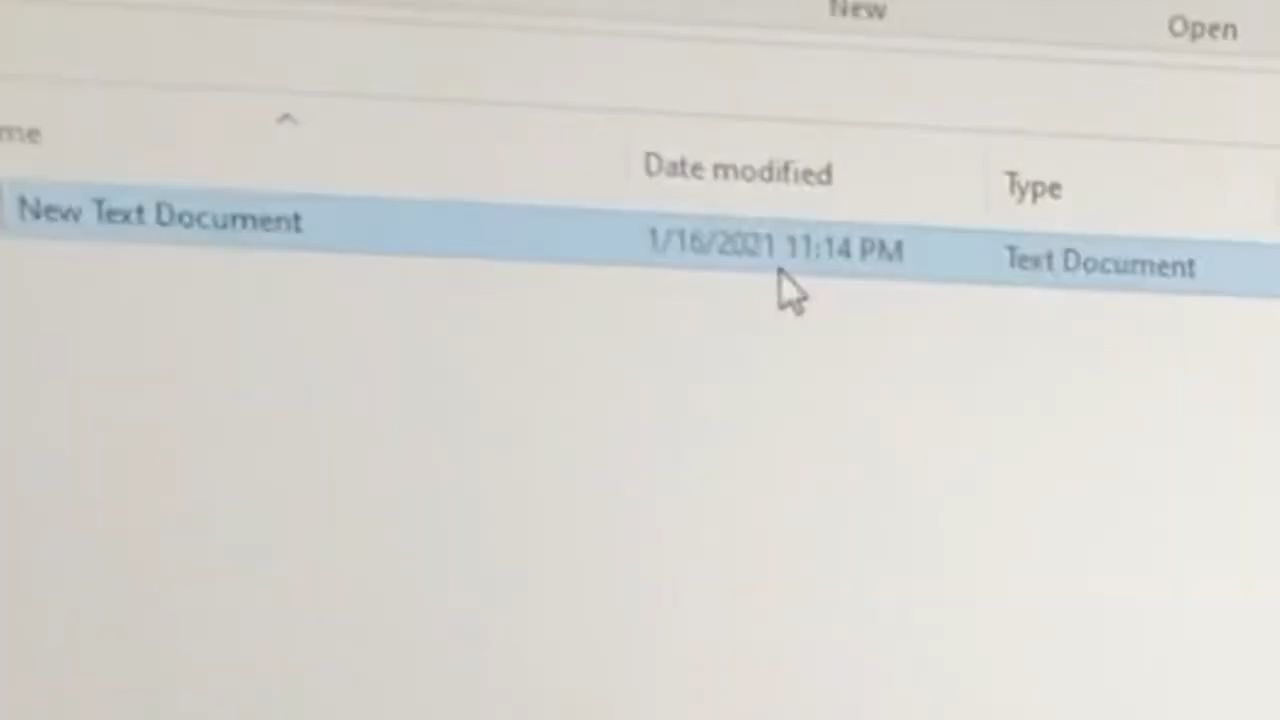 New
Open
me
Date modified
Type
New Text Document
1/16/2021 11:14 PM
Text Document